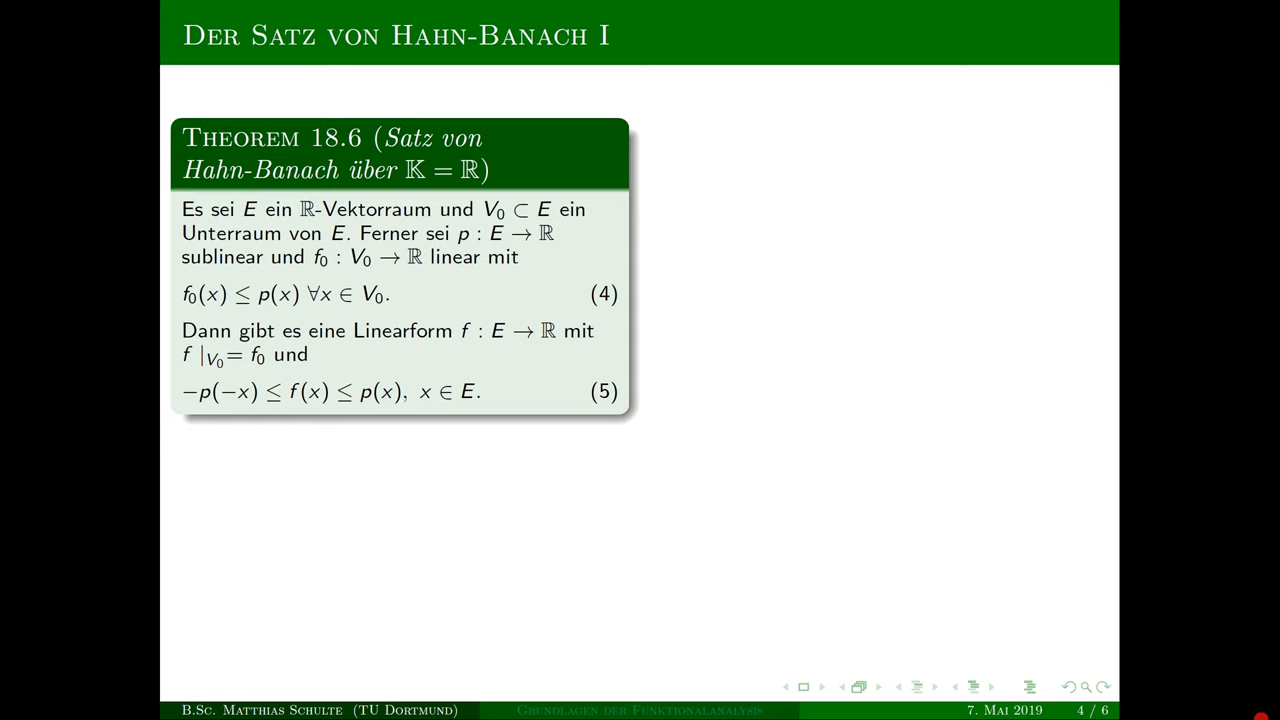 Der Satz von Hahn-Banach I
Theorem 18.6 (Satz von
Hahn-Banach über 𝕂 = ℝ)
Es sei E ein ℝ-Vektorraum und V₀ ⊂ E ein
Unterraum von E. Ferner sei p : E → ℝ
sublinear und f₀ : V₀ → ℝ linear mit
f₀(x) ≤ p(x) ∀x ∈ V₀. (4)
Dann gibt es eine Linearform f : E → ℝ mit
f |_V₀ = f₀ und
−p(−x) ≤ f(x) ≤ p(x), x ∈ E. (5)
B.Sc. Matthias Schulte (TU Dortmund) Grundlagen der Funktionalanalysis 7. Mai 2019 4 / 6